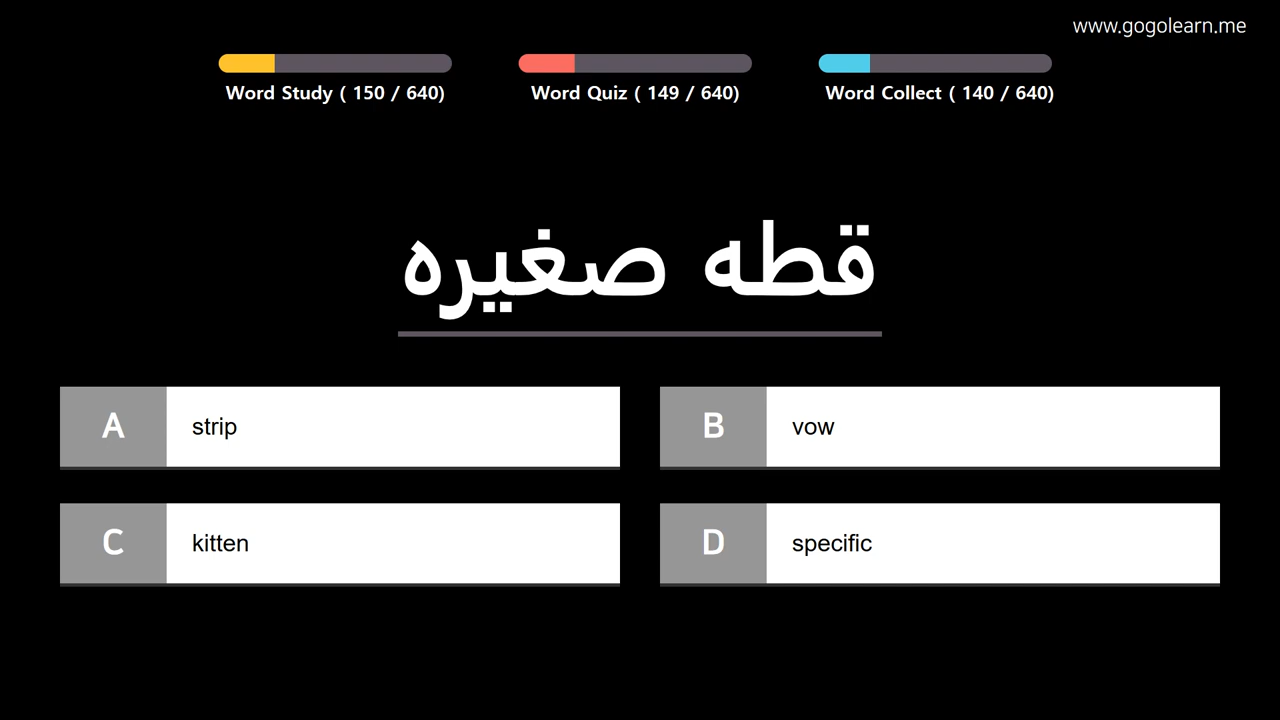 www.gogolearn.me
Word Study ( 150 / 640)
Word Quiz ( 149 / 640)
Word Collect ( 140 / 640)
قطه صغيره
A strip
B vow
C kitten
D specific